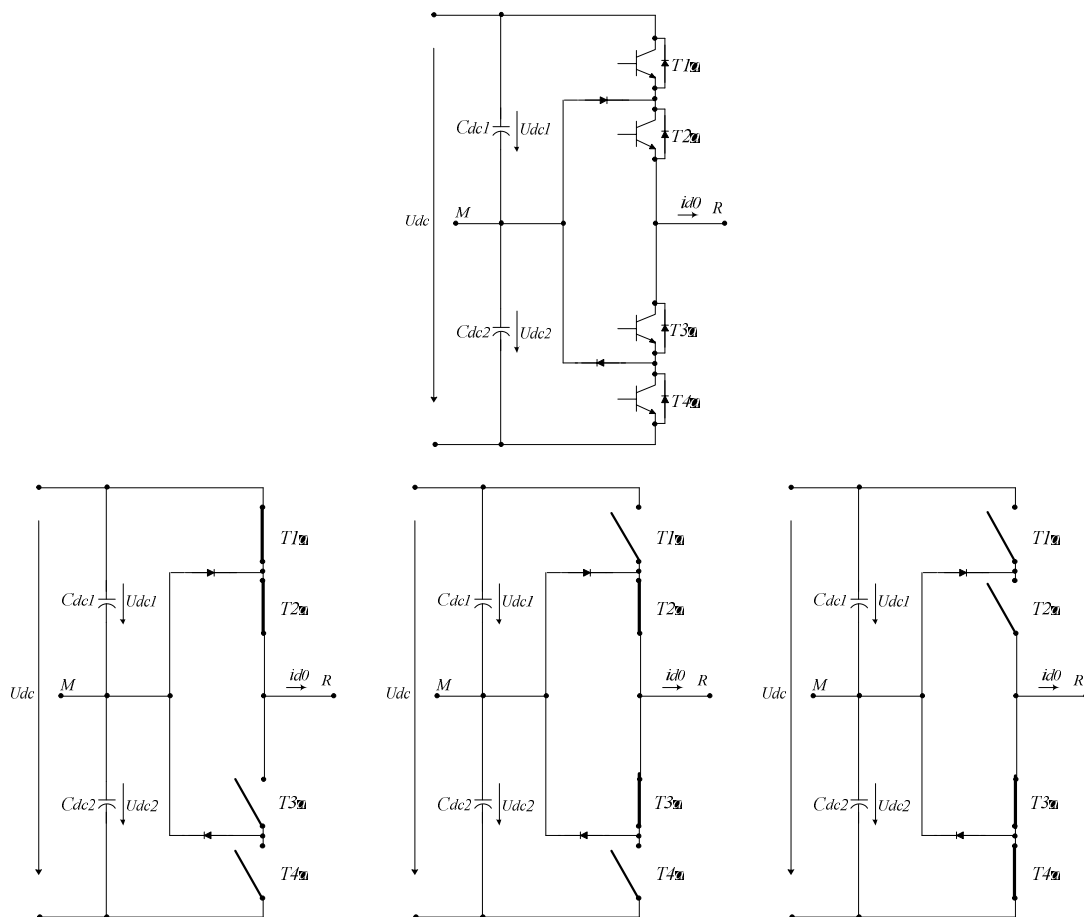 T1
Cdc1 Udc1 T2
Udc M id0 R
Cdc2 Udc2 T3
T4
T1 T1 T1
Cdc1 Udc1 T2 Cdc1 Udc1 T2 Cdc1 Udc1 T2
Udc M id0 R Udc M id0 R Udc M id0 R
Cdc2 Udc2 T3 Cdc2 Udc2 T3 Cdc2 Udc2 T3
T4 T4 T4